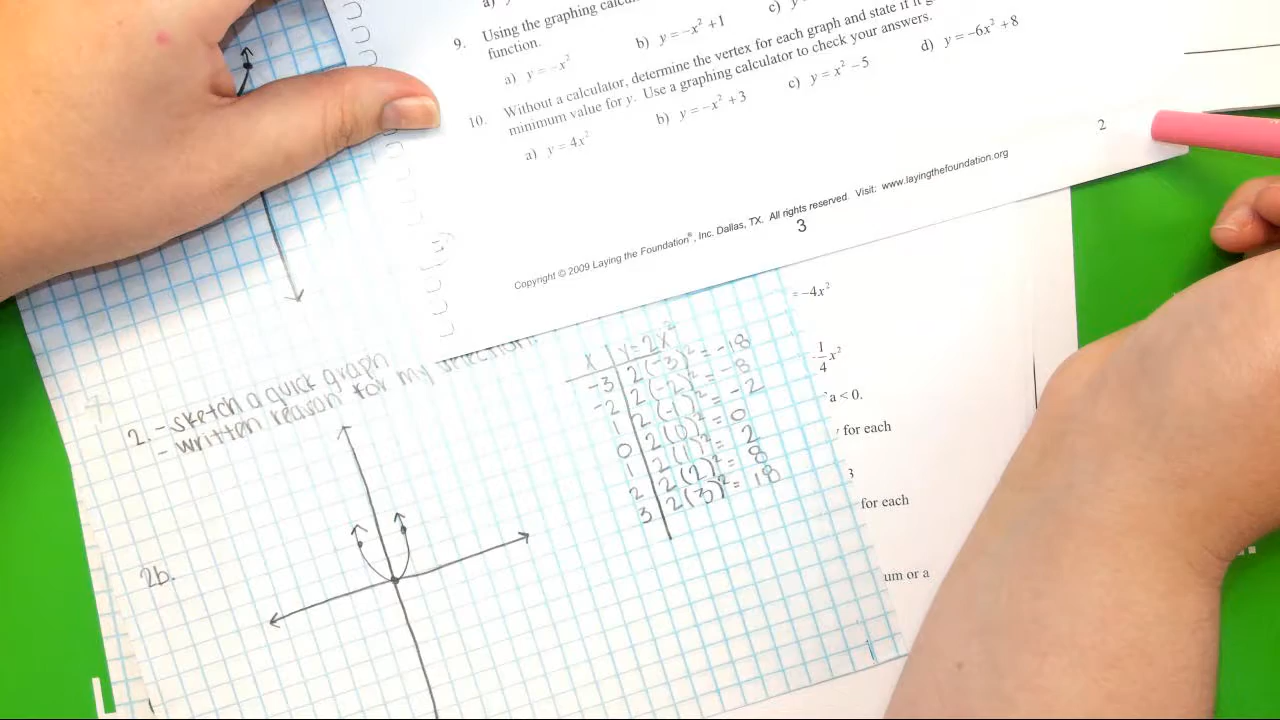 a)
9. Using the graphing calcu
function.
a) y = -x²
b) y = -x² + 1
c) y
10. Without a calculator, determine the vertex for each graph and state if it
minimum value for y. Use a graphing calculator to check your answers.
a) y = 4x²
b) y = -x² + 3
c) y = x² - 5
d) y = -6x² + 8
2
Copyright © 2009 Laying the Foundation®, Inc. Dallas, TX. All rights reserved. Visit: www.layingthefoundation.org
3
= -4x²
1/4 x²
a < 0.
for each
3
for each
um or a
2. - sketch a quick graph
- written reason for my selection.
2b.
x y = 2x²
-3 2(-3)² = -18
-2 2(-2)² = -8
1 2(-1)² = -2
0 2(0)² = 0
1 2(1)² = 2
2 2(2)² = 8
3 2(3)² = 18